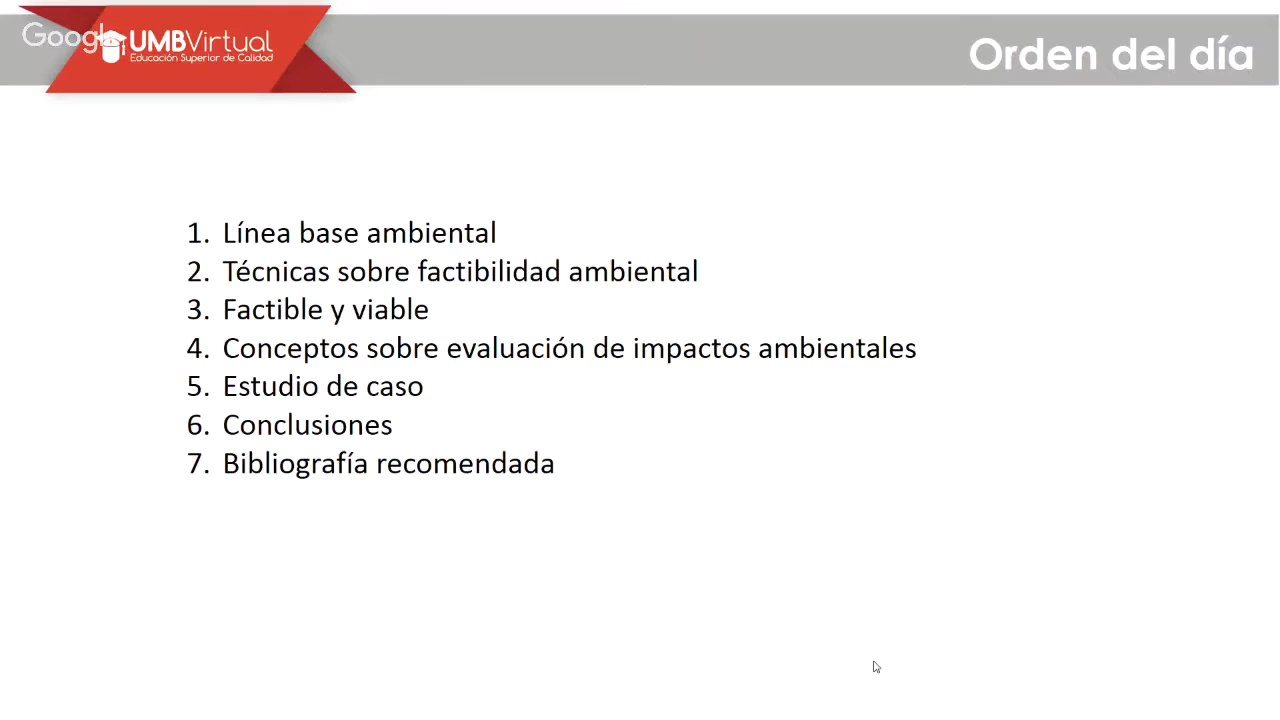 Google
UMBVirtual
Educación Superior de Calidad
Orden del día
1. Línea base ambiental
2. Técnicas sobre factibilidad ambiental
3. Factible y viable
4. Conceptos sobre evaluación de impactos ambientales
5. Estudio de caso
6. Conclusiones
7. Bibliografía recomendada